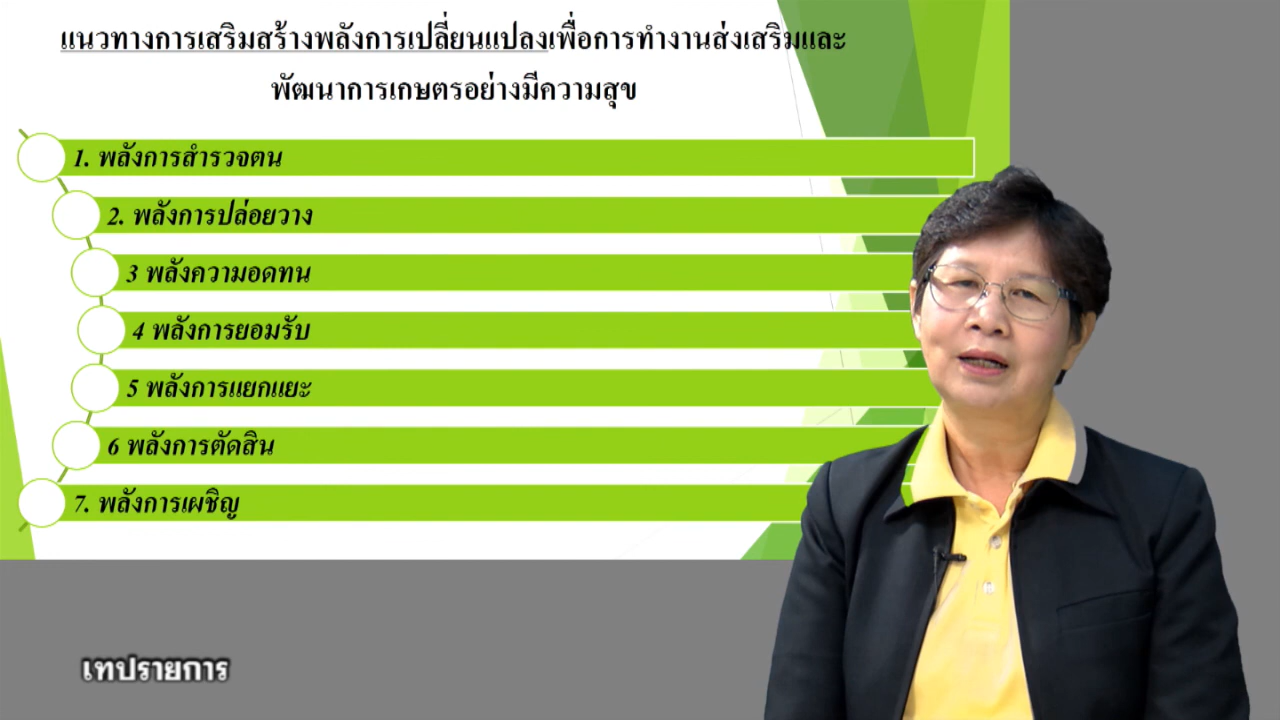 แนวทางการเสริมสร้างพลังการเปลี่ยนแปลงเพื่อการทำงานส่งเสริมและ
พัฒนาการเกษตรอย่างมีความสุข
1. พลังการสำรวจตน
2. พลังการปล่อยวาง
3 พลังความอดทน
4 พลังการยอมรับ
5 พลังการแยกแยะ
6 พลังการตัดสิน
7. พลังการเผชิญ
เทปรายการ